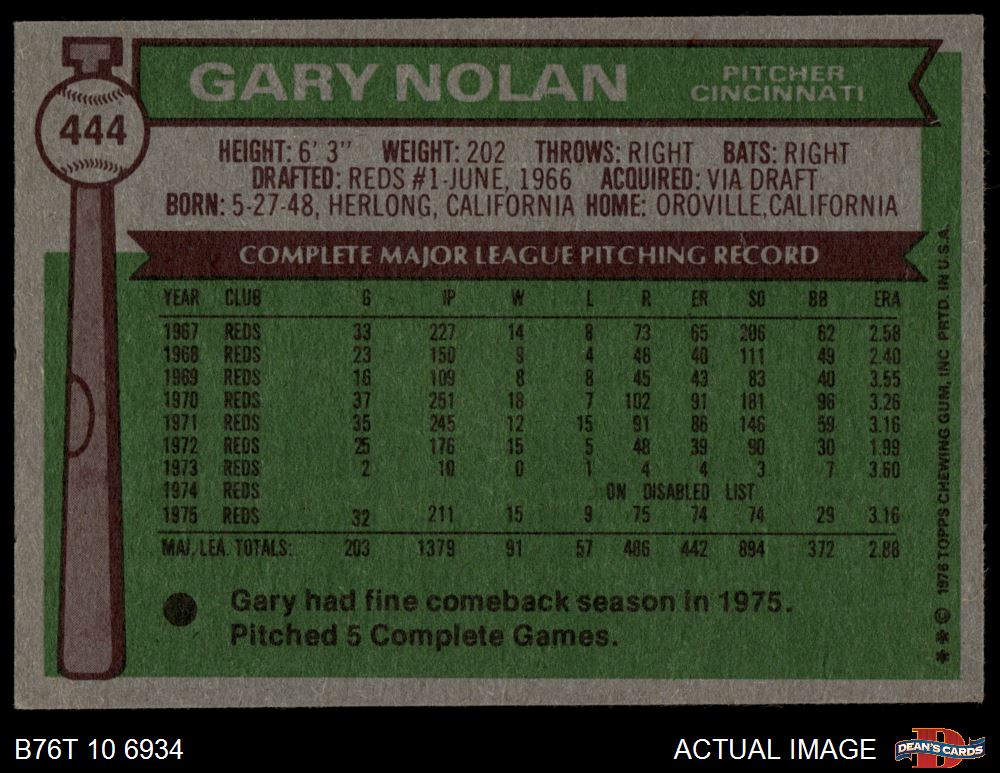 GARY NOLAN
PITCHER
CINCINNATI
444
HEIGHT: 6' 3" WEIGHT: 202 THROWS: RIGHT BATS: RIGHT
DRAFTED: REDS #1-JUNE, 1966 ACQUIRED: VIA DRAFT
BORN: 5-27-48, HERLONG, CALIFORNIA HOME: OROVILLE, CALIFORNIA
COMPLETE MAJOR LEAGUE PITCHING RECORD
YEAR CLUB G IP W L R ER SO BB ERA
1967 REDS 33 227 14 8 73 65 206 62 2.58
1968 REDS 23 150 9 4 48 40 111 49 2.40
1969 REDS 16 109 8 8 45 43 83 40 3.55
1970 REDS 37 251 18 7 102 91 181 96 3.26
1971 REDS 35 245 12 15 91 86 146 59 3.16
1972 REDS 25 176 15 5 48 39 90 30 1.99
1973 REDS 2 10 0 1 4 4 3 7 3.60
1974 REDS ON DISABLED LIST
1975 REDS 32 211 15 9 75 74 74 29 3.16
MAJ. LEA. TOTALS: 203 1379 91 57 486 442 894 372 2.88
Gary had fine comeback season in 1975.
Pitched 5 Complete Games.
** © 1976 TOPPS CHEWING GUM, INC PRTD. IN U.S.A.
B76T 10 6934
ACTUAL IMAGE
D
DEAN'S CARDS